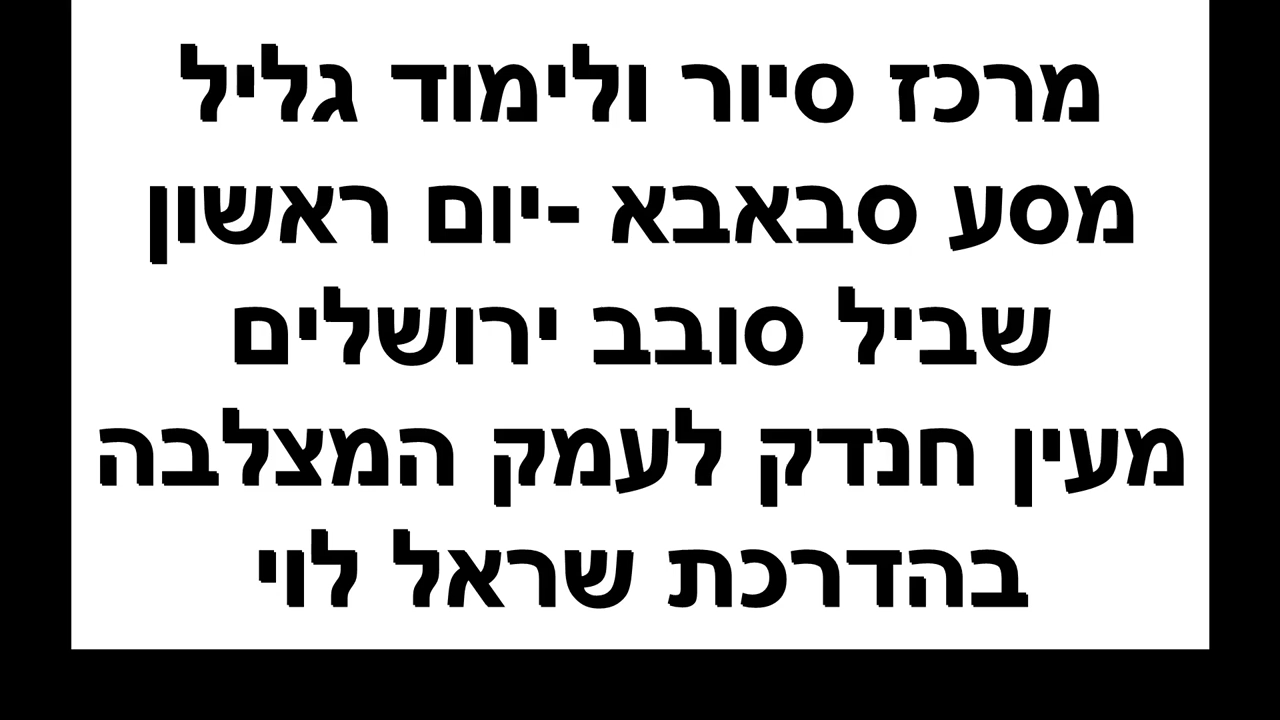 מרכז סיור ולימוד גליל
מסע סבאבא -יום ראשון
שביל סובב ירושלים
מעין חנדק לעמק המצלבה
בהדרכת שראל לוי